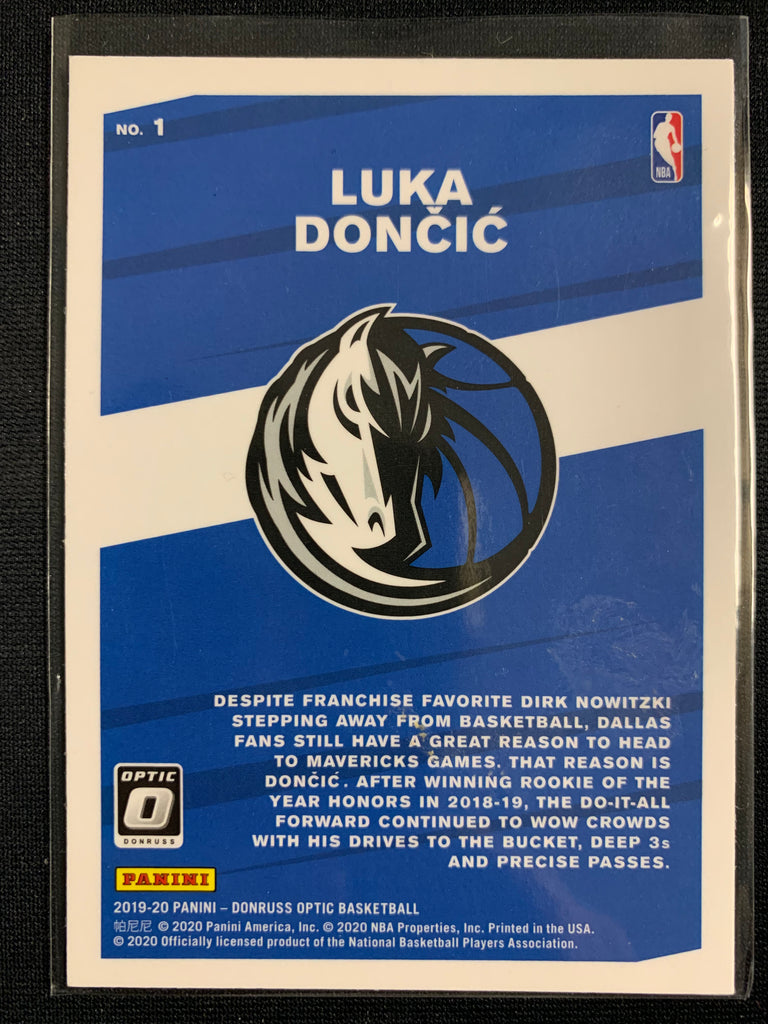 NO. 1
NBA
LUKA
DONČIĆ
DESPITE FRANCHISE FAVORITE DIRK NOWITZKI
STEPPING AWAY FROM BASKETBALL, DALLAS
FANS STILL HAVE A GREAT REASON TO HEAD
TO MAVERICKS GAMES. THAT REASON IS
DONČIĆ. AFTER WINNING ROOKIE OF THE
YEAR HONORS IN 2018-19, THE DO-IT-ALL
FORWARD CONTINUED TO WOW CROWDS
WITH HIS DRIVES TO THE BUCKET, DEEP 3s
AND PRECISE PASSES.
OPTIC
O
DONRUSS
PANINI
2019-20 PANINI – DONRUSS OPTIC BASKETBALL
帕尼尼 © 2020 Panini America, Inc. © 2020 NBA Properties, Inc. Printed in the USA.
© 2020 Officially licensed product of the National Basketball Players Association.